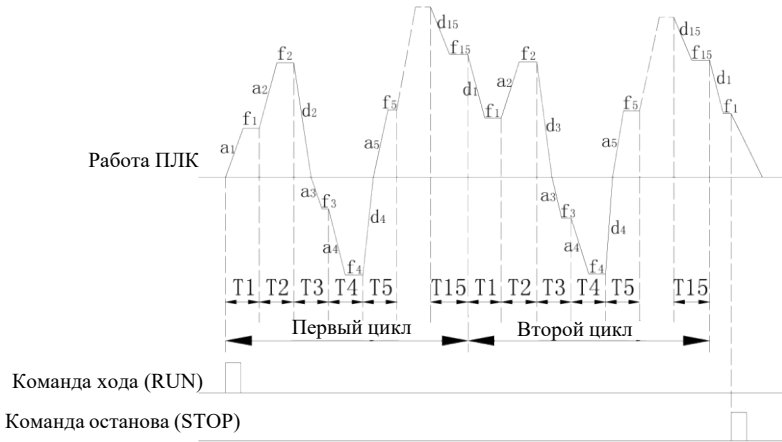 d15 d15
f2 f15 f2 f15
a2 d1 a2 d1
f1 d2 f5 f1 d3 f5 f1
a1 a5 a5
Работа ПЛК
a3 f3 d4 a3 f3 d4
a4 a4
f4 f4
T1 T2 T3 T4 T5 T15 T1 T2 T3 T4 T5 T15
Первый цикл Второй цикл
Команда хода (RUN)
Команда останова (STOP)